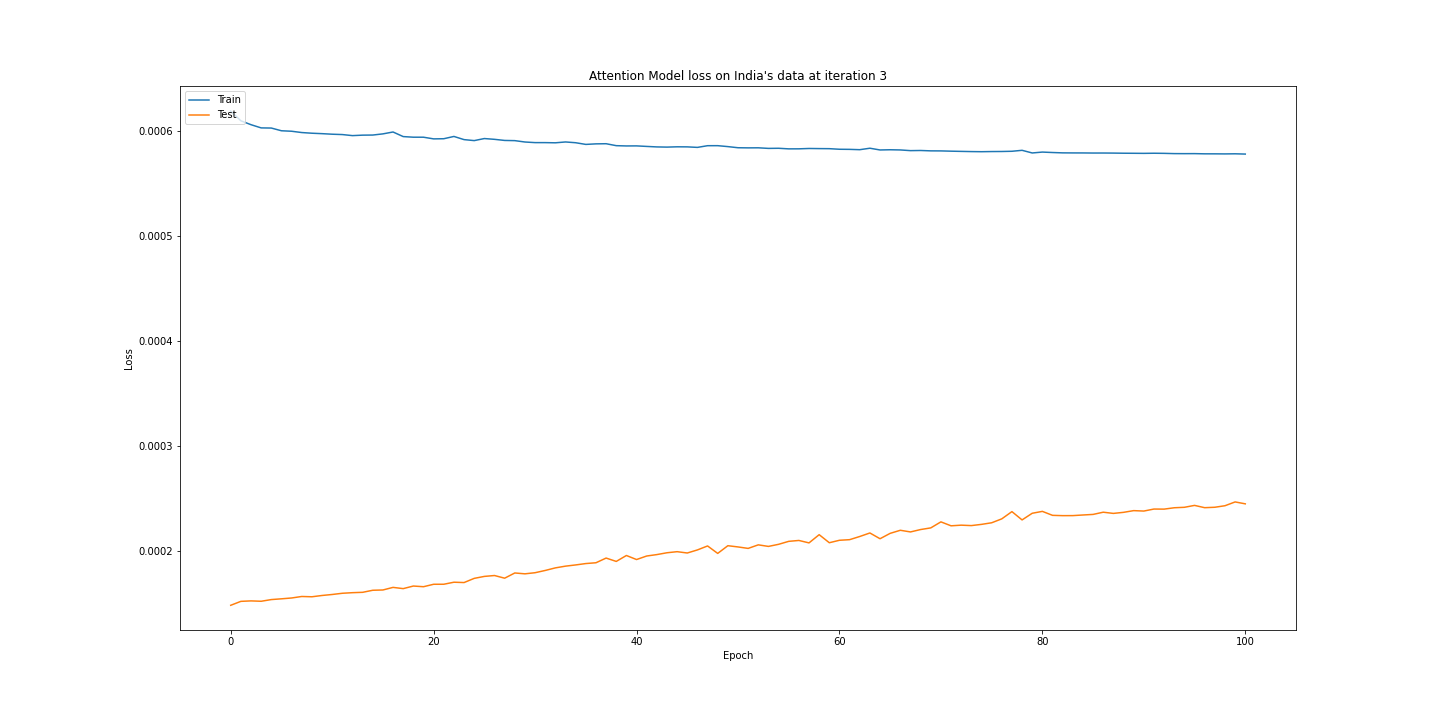 Attention Model loss on India's data at iteration 3
Train
Test
0.0006
0.0005
0.0004
0.0003
0.0002
Loss
0 20 40 60 80 100
Epoch